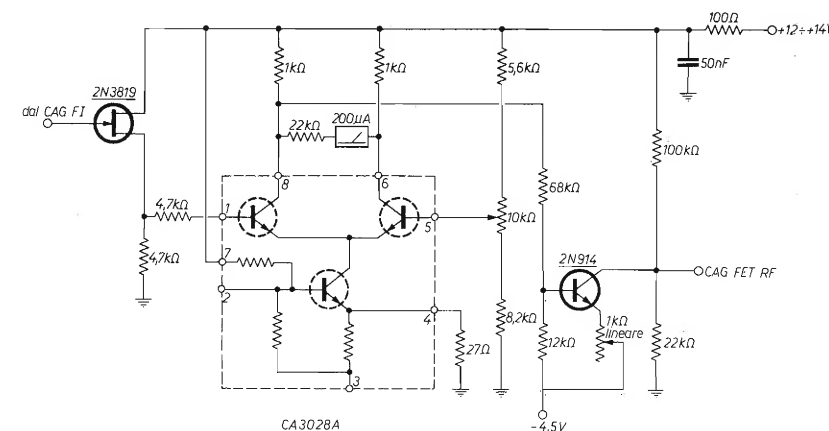 100Ω
+12÷+14V
50nF
1kΩ
1kΩ
5,6kΩ
2N3819
dal CAG FI
200µA
22kΩ
100kΩ
8
6
68kΩ
4,7kΩ
1
5
10kΩ
4,7kΩ
7
2N914
CAG FET RF
2
4
8,2kΩ
1kΩ
lineare
27Ω
12kΩ
22kΩ
3
CA3028A
-4,5V